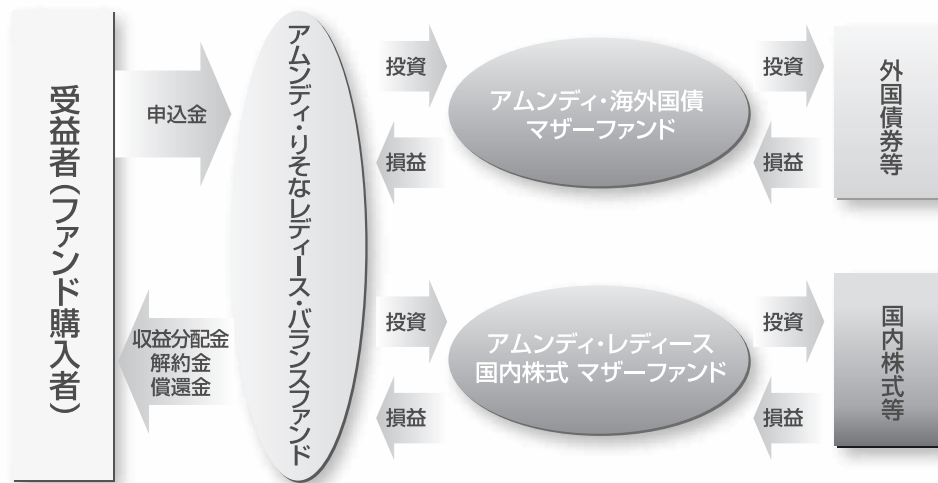 受益者(ファンド購入者)
申込金
収益分配金
解約金
償還金
アムンディ・りそなレディース・バランスファンド
投資
損益
アムンディ・海外国債
マザーファンド
投資
損益
外国債券等
投資
損益
アムンディ・レディース
国内株式 マザーファンド
投資
損益
国内株式等